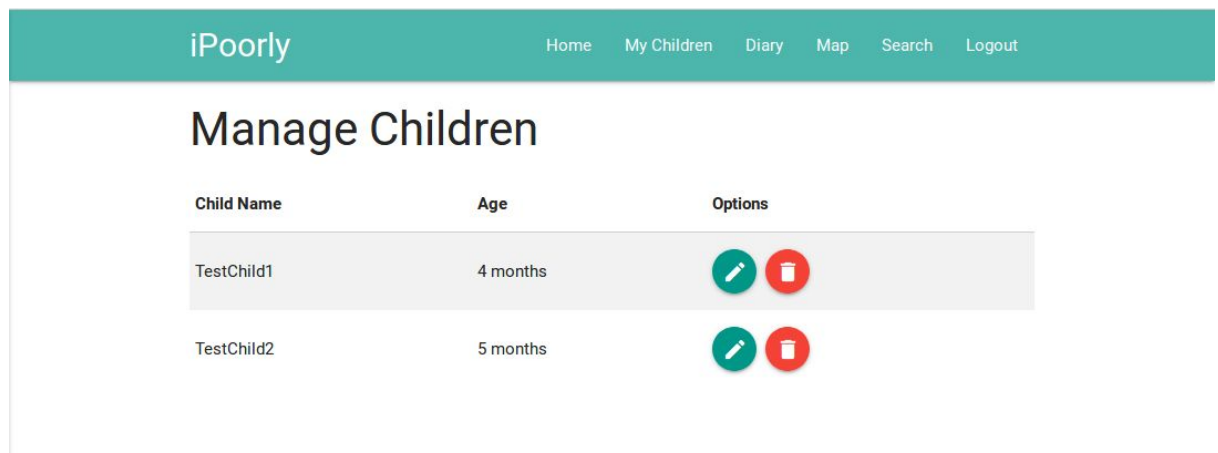 iPoorly Home My Children Diary Map Search Logout
Manage Children
Child Name Age Options
TestChild1 4 months
TestChild2 5 months